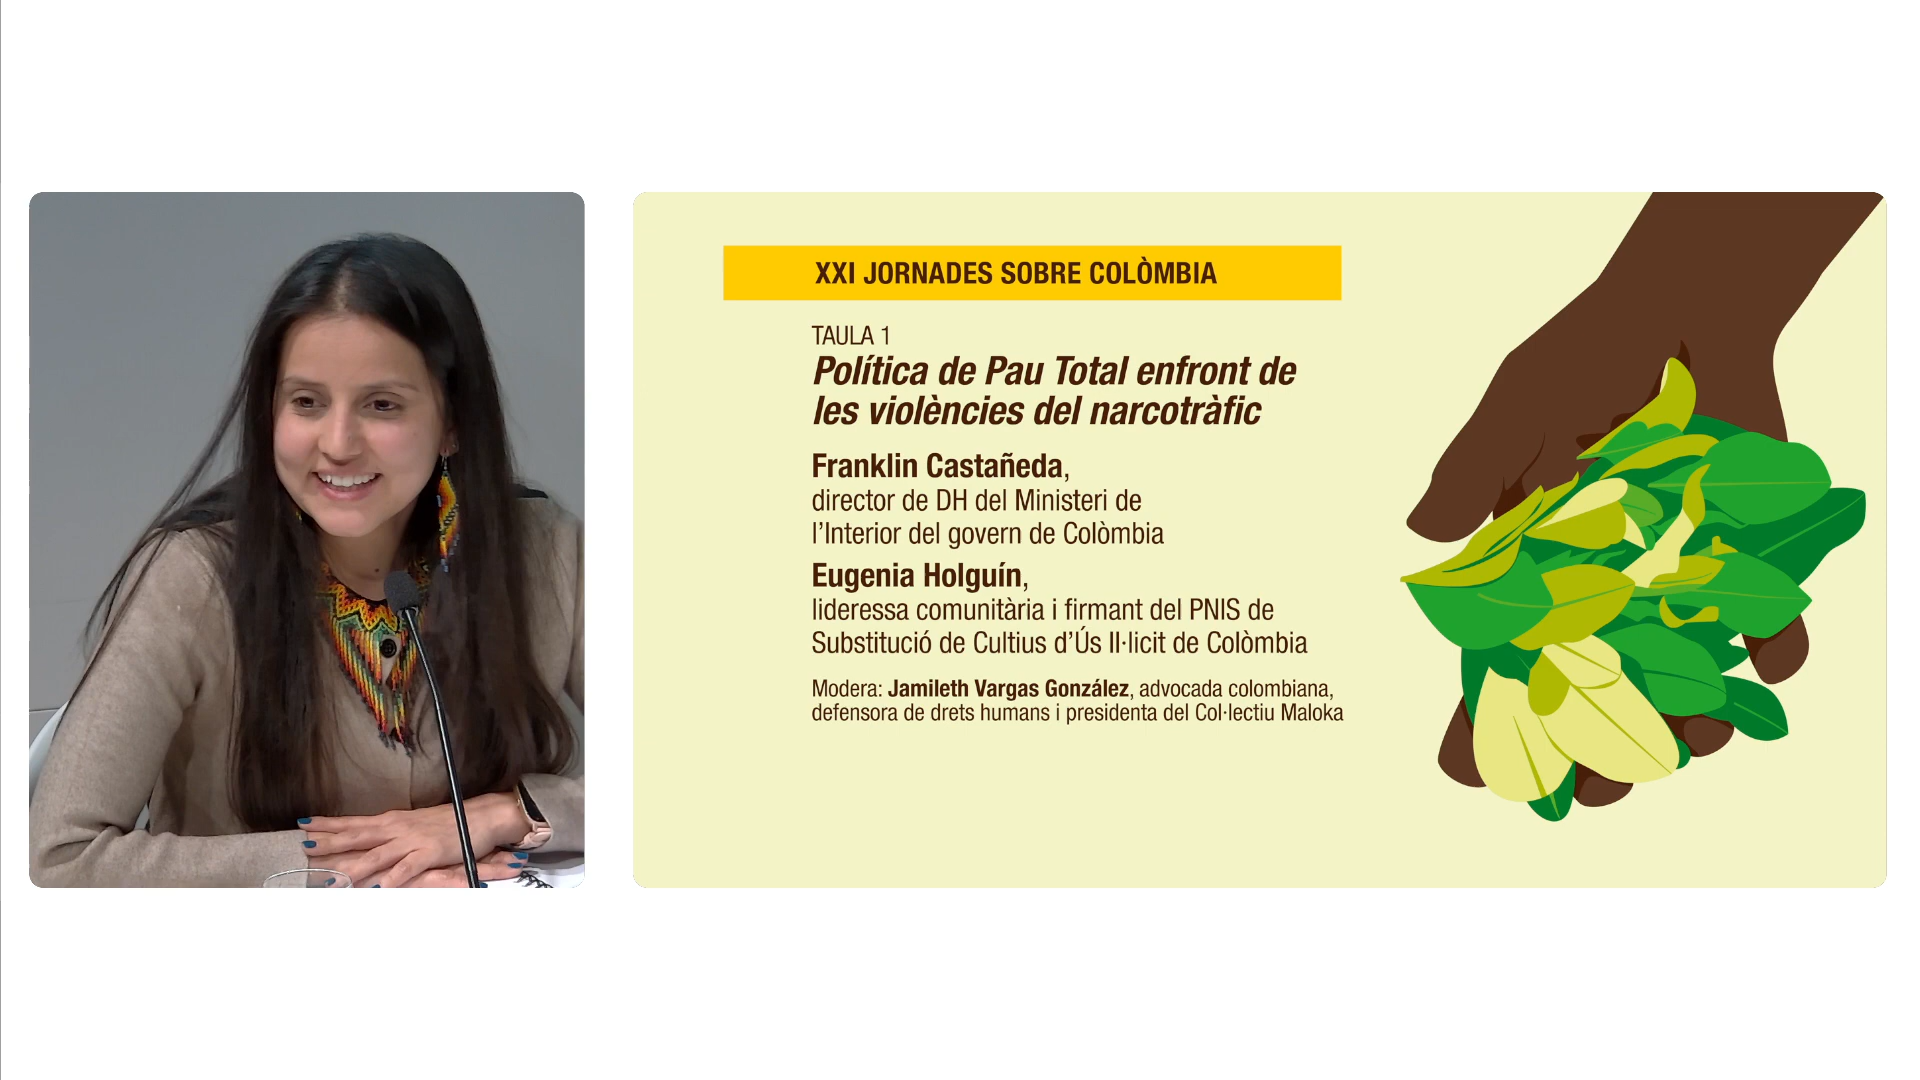 XXI JORNADES SOBRE COLÒMBIA
TAULA 1
Política de Pau Total enfront de
les violències del narcotràfic
Franklin Castañeda,
director de DH del Ministeri de
l’Interior del govern de Colòmbia
Eugenia Holguín,
lideressa comunitària i firmant del PNIS de
Substitució de Cultius d’Ús Il·licit de Colòmbia
Modera: Jamileth Vargas González, advocada colombiana,
defensora de drets humans i presidenta del Col·lectiu Maloka